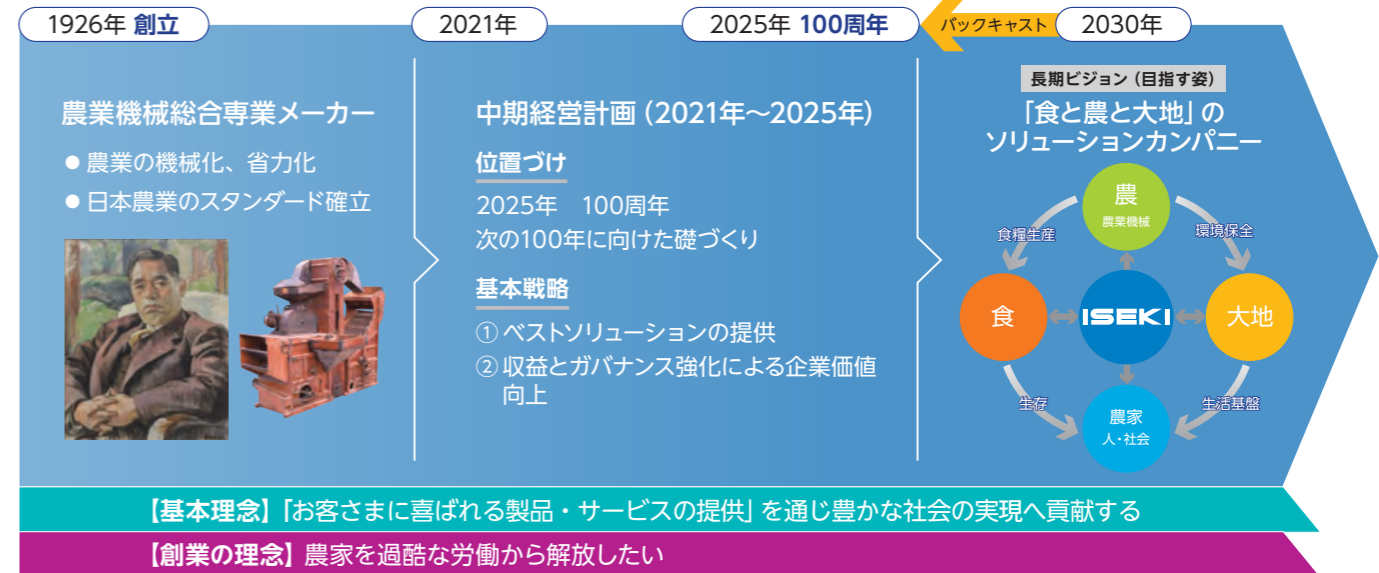 1926年 創立
2021年
2025年 100周年
バックキャスト
2030年
農業機械総合専業メーカー
● 農業の機械化、省力化
● 日本農業のスタンダード確立
中期経営計画（2021年～2025年）
位置づけ
2025年　100周年
次の100年に向けた礎づくり
基本戦略
① ベストソリューションの提供
② 収益とガバナンス強化による企業価値
向上
長期ビジョン（目指す姿）
「食と農と大地」の
ソリューションカンパニー
農
農業機械
食糧生産
環境保全
食
ISEKI
大地
生存
生活基盤
農家
人・社会
【基本理念】「お客さまに喜ばれる製品・サービスの提供」を通じ豊かな社会の実現へ貢献する
【創業の理念】農家を過酷な労働から解放したい